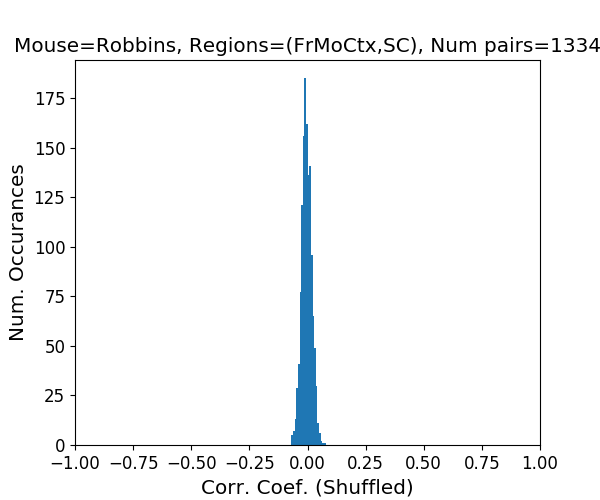 Mouse=Robbins, Regions=(FrMoCtx,SC), Num pairs=1334
175
150
125
100
75
50
25
0
Num. Occurances
−1.00 −0.75 −0.50 −0.25 0.00 0.25 0.50 0.75 1.00
Corr. Coef. (Shuffled)